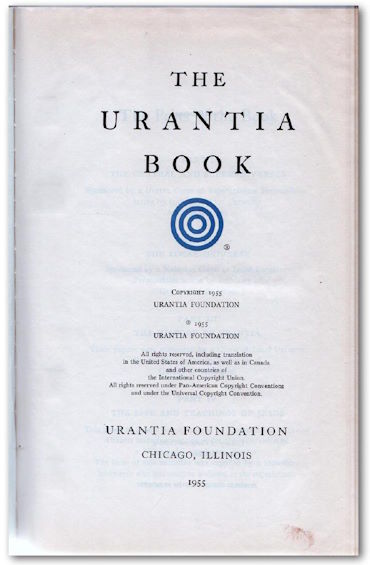 THE
URANTIA
BOOK
®
COPYRIGHT 1955
URANTIA FOUNDATION
© 1955
URANTIA FOUNDATION
All rights reserved, including translation
in the United States of America, as well as in Canada
and other countries of
the International Copyright Union.
All rights reserved under Pan-American Copyright Conventions
and under the Universal Copyright Convention.
URANTIA FOUNDATION
CHICAGO, ILLINOIS
1955